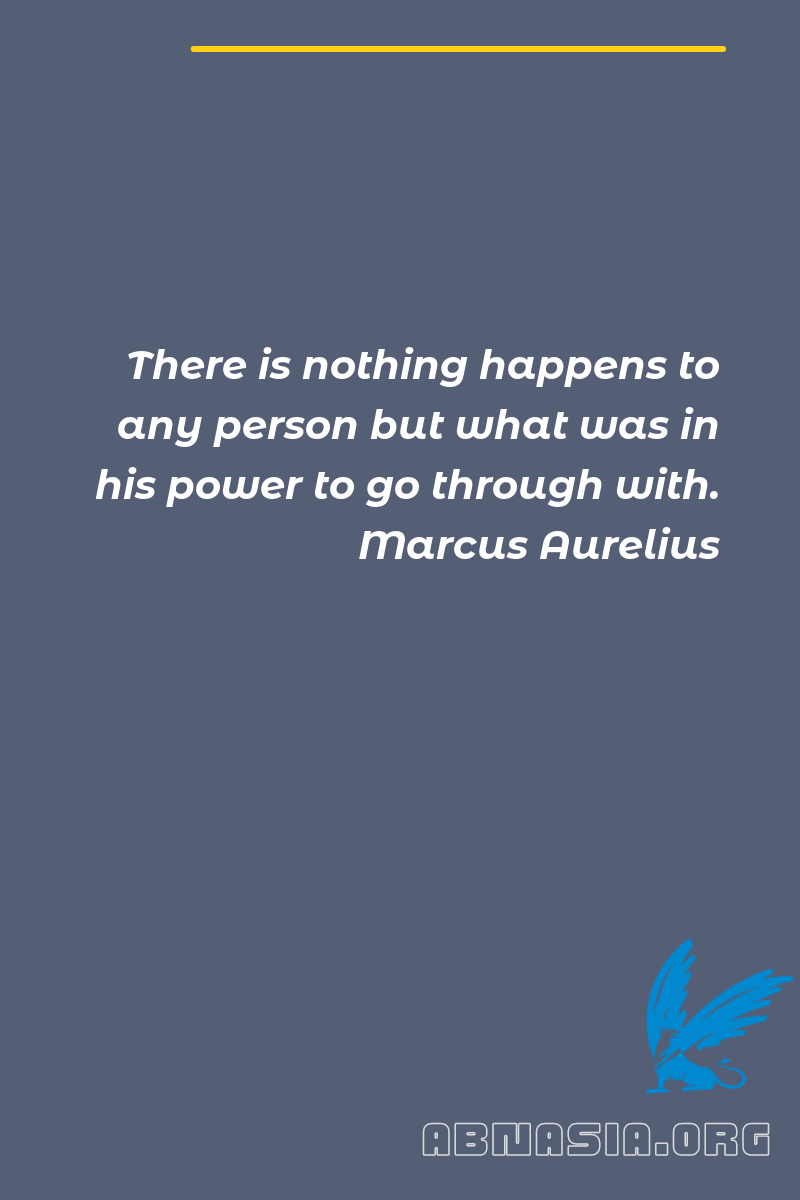 There is nothing happens to
any person but what was in
his power to go through with.
Marcus Aurelius
ABNASIA.ORG